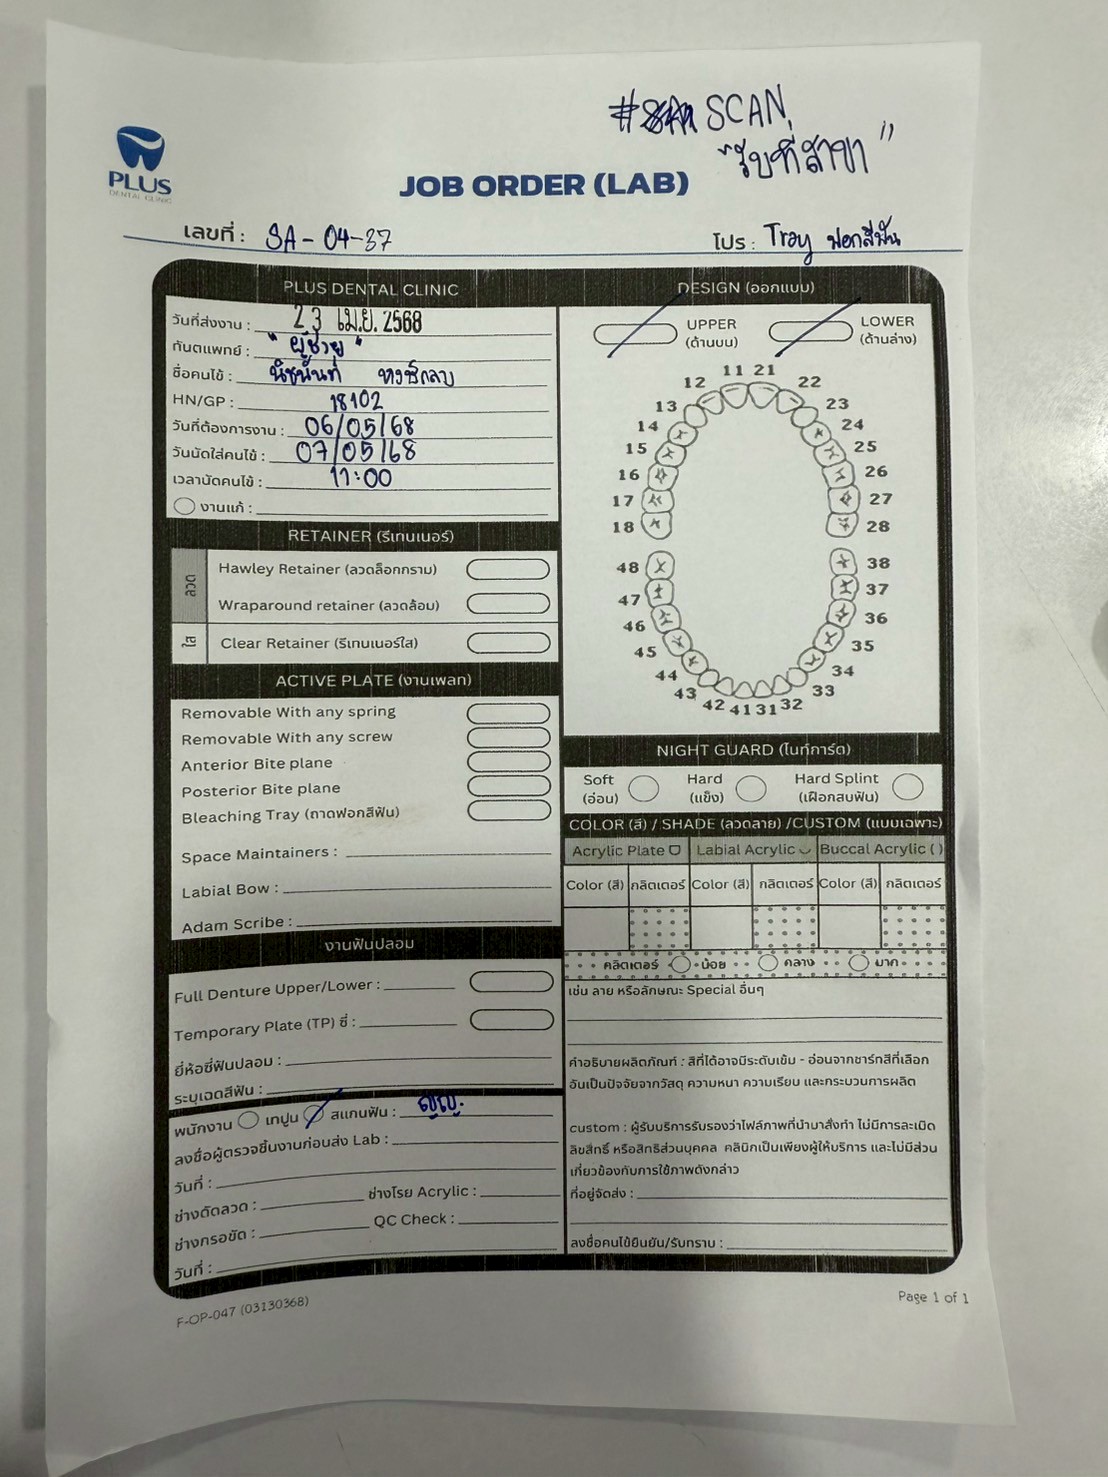 #SCAN
"รับที่สาขา"
PLUS
DENTAL CLINIC
JOB ORDER (LAB)
เลขที่ : SA - 04-37
โปร : Tray ฟอกสีฟัน
PLUS DENTAL CLINIC
วันที่ส่งงาน : 23 เม.ย. 2568
ทันตแพทย์ : "ผู้ช่วย"
ชื่อคนไข้ :
HN/GP : 18102
วันที่ต้องการงาน : 06/05/68
วันนัดใส่คนไข้ : 07/05/68
เวลานัดคนไข้ : 11:00
งานแก้ :
RETAINER (รีเทนเนอร์)
ลวด
Hawley Retainer (ลวดล็อกกราม)
Wraparound retainer (ลวดล้อม)
ใส
Clear Retainer (รีเทนเนอร์ใส)
ACTIVE PLATE (งานเพลท)
Removable With any spring
Removable With any screw
Anterior Bite plane
Posterior Bite plane
Bleaching Tray (ถาดฟอกสีฟัน)
Space Maintainers :
Labial Bow :
Adam Scribe :
งานฟันปลอม
Full Denture Upper/Lower :
Temporary Plate (TP) ซี่ :
ยี่ห้อซี่ฟันปลอม :
ระบุเฉดสีฟัน :
พนักงาน เทปูน สแกนฟัน :
ลงชื่อผู้ตรวจชิ้นงานก่อนส่ง Lab :
วันที่ :
ช่างดัดลวด : ช่างโรย Acrylic :
ช่างกรอขัด : QC Check :
วันที่ :
DESIGN (ออกแบบ)
UPPER
(ด้านบน)
LOWER
(ด้านล่าง)
11 21
12 22
13 23
14 24
15 25
16 26
17 27
18 28
48 38
47 37
46 36
45 35
44 34
43 33
42 41 31 32
NIGHT GUARD (ไนท์การ์ด)
Soft
(อ่อน)
Hard
(แข็ง)
Hard Splint
(เฝือกสบฟัน)
COLOR (สี) / SHADE (ลวดลาย) /CUSTOM (แบบเฉพาะ)
Acrylic Plate Labial Acrylic Buccal Acrylic ( )
Color (สี) กลิตเตอร์ Color (สี) กลิตเตอร์ Color (สี) กลิตเตอร์
คลิตเตอร์ น้อย คลาง มาก
เช่น ลาย หรือลักษณะ Special อื่นๆ
คำอธิบายผลิตภัณฑ์ : สีที่ได้อาจมีระดับเข้ม - อ่อนจากชาร์ทสีที่เลือก
อันเป็นปัจจัยจากวัสดุ ความหนา ความเรียบ และกระบวนการผลิต
custom : ผู้รับบริการรับรองว่าไฟล์ภาพที่นำมาสั่งทำ ไม่มีการละเมิด
ลิขสิทธิ์ หรือสิทธิส่วนบุคคล คลินิกเป็นเพียงผู้ให้บริการ และไม่มีส่วน
เกี่ยวข้องกับการใช้ภาพดังกล่าว
ที่อยู่จัดส่ง :
ลงชื่อคนไข้ยืนยัน/รับทราบ :
F-OP-047 (03130368)
Page 1 of 1